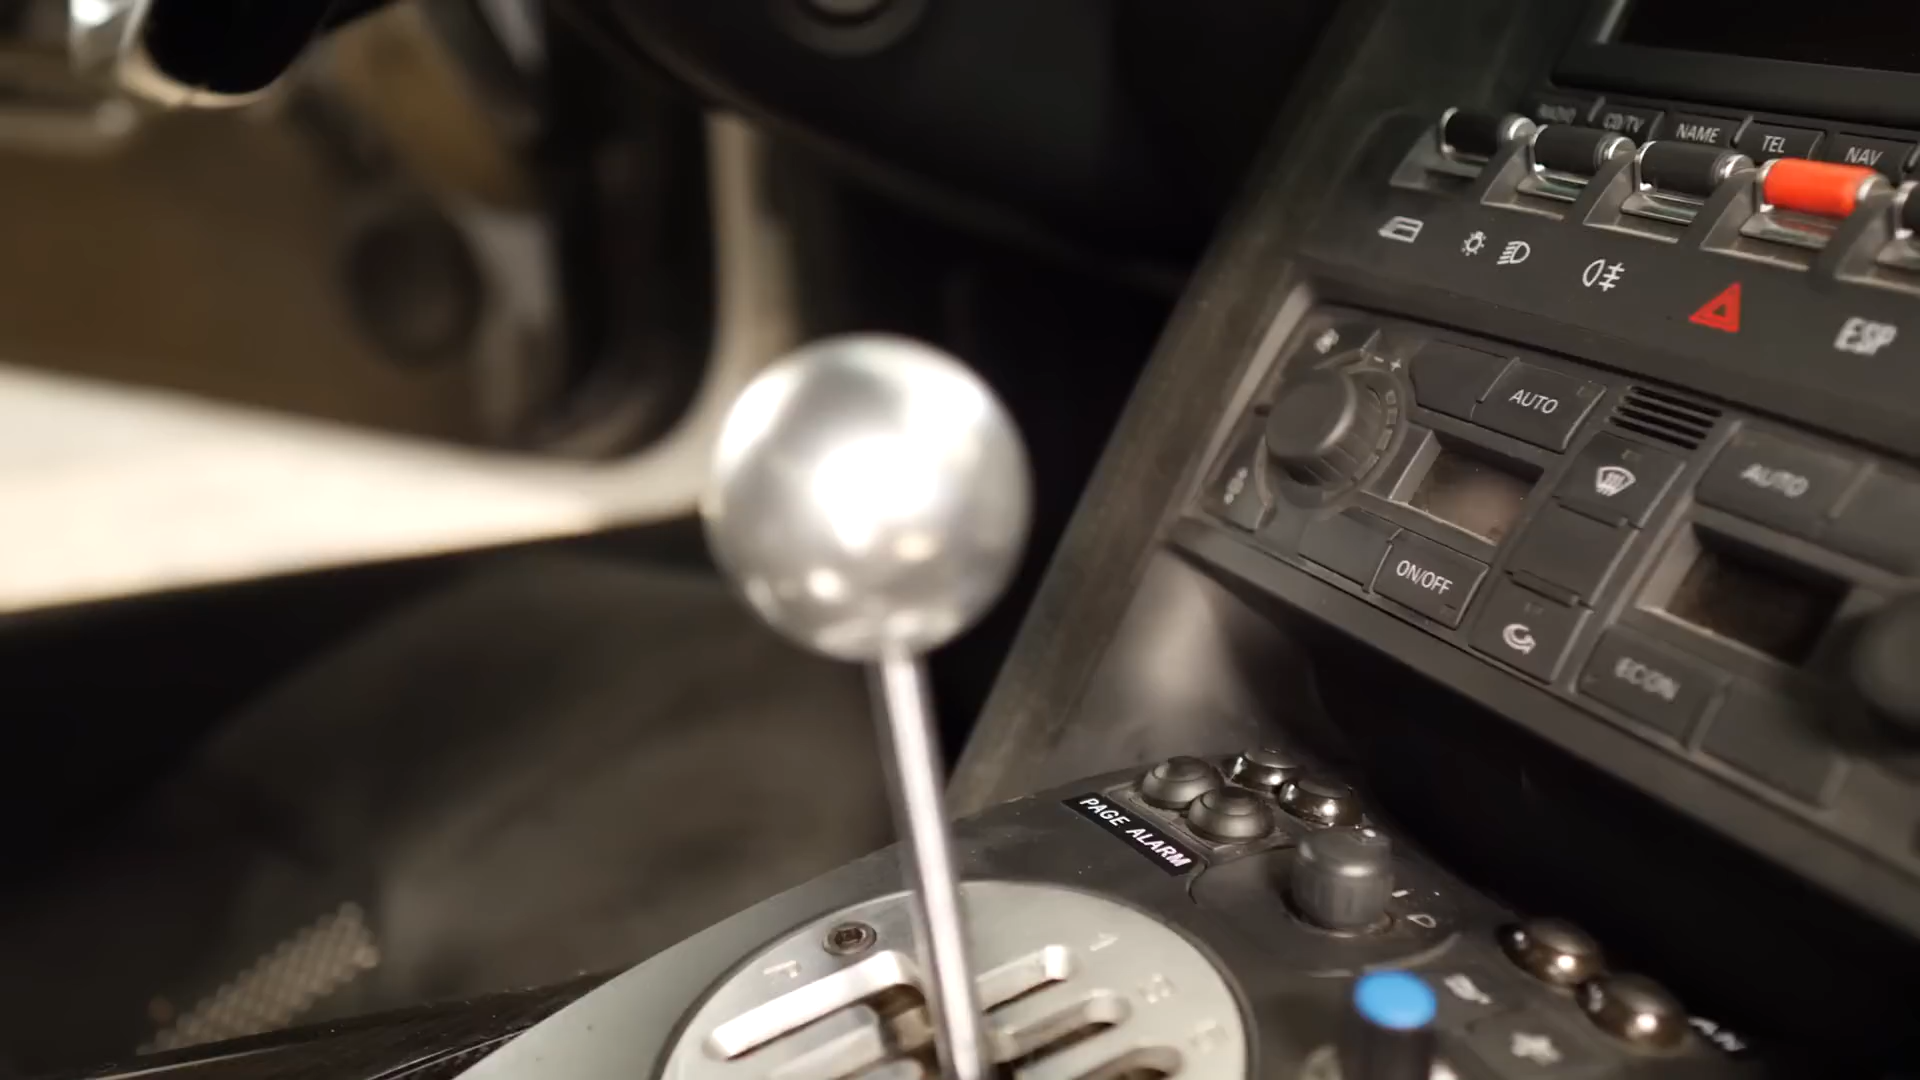 RADIO CD/TV NAME TEL NAV
ESP
AUTO
AUTO
ON/OFF
ECON
PAGE ALARM